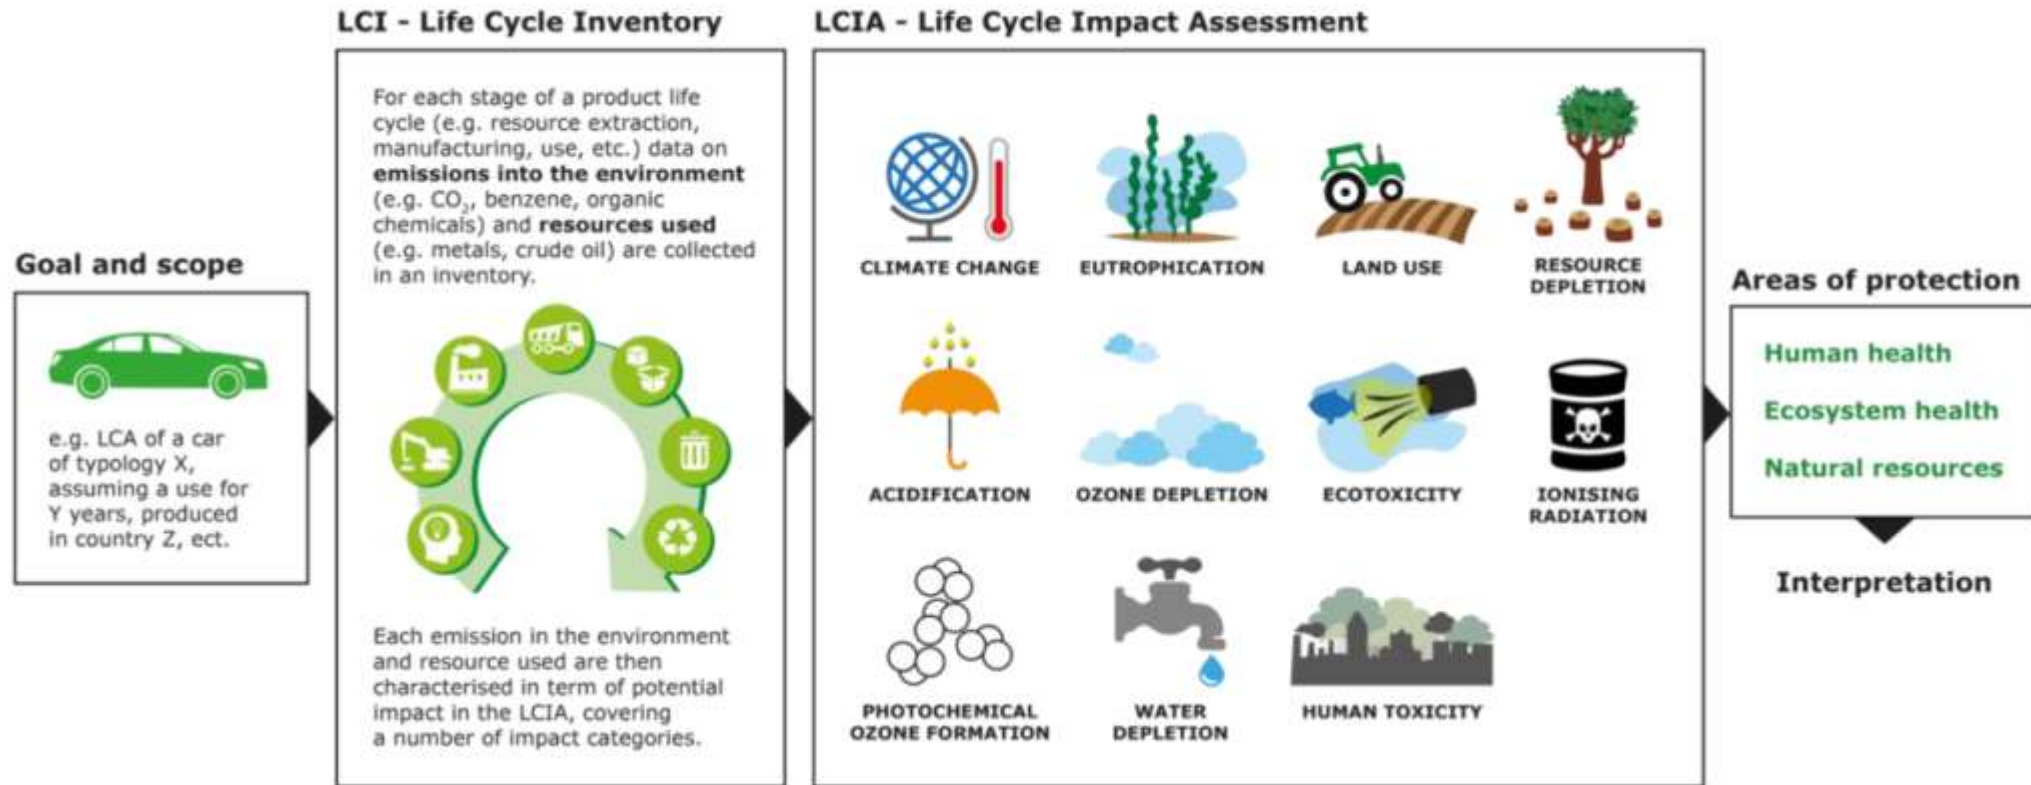 Goal and scope
e.g. LCA of a car
of typology X,
assuming a use for
Y years, produced
in country Z, ect.
LCI - Life Cycle Inventory
For each stage of a product life
cycle (e.g. resource extraction,
manufacturing, use, etc.) data on
emissions into the environment
(e.g. CO₂, benzene, organic
chemicals) and resources used
(e.g. metals, crude oil) are collected
in an inventory.
Each emission in the environment
and resource used are then
characterised in term of potential
impact in the LCIA, covering
a number of impact categories.
LCIA - Life Cycle Impact Assessment
CLIMATE CHANGE
EUTROPHICATION
LAND USE
RESOURCE
DEPLETION
ACIDIFICATION
OZONE DEPLETION
ECOTOXICITY
IONISING
RADIATION
PHOTOCHEMICAL
OZONE FORMATION
WATER
DEPLETION
HUMAN TOXICITY
Areas of protection
Human health
Ecosystem health
Natural resources
Interpretation